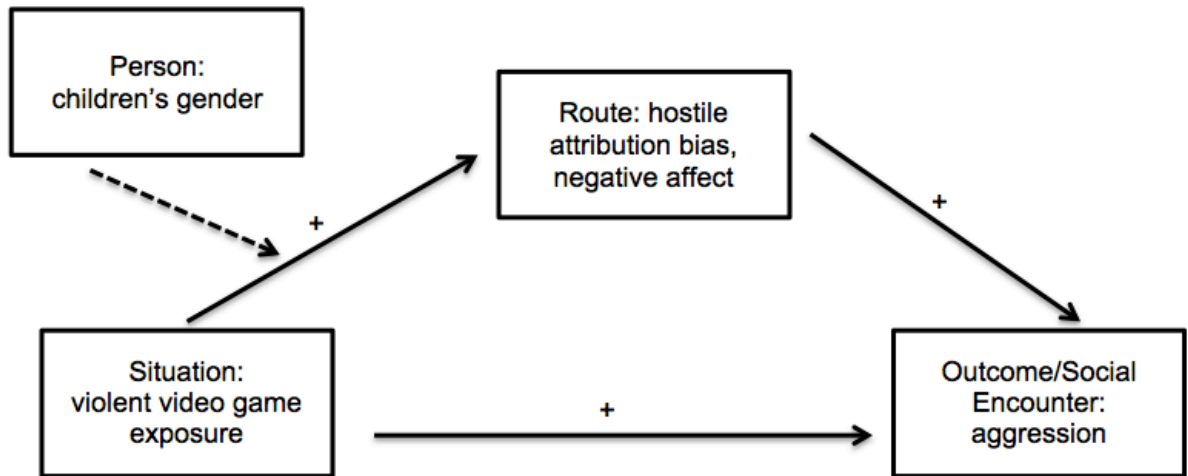 Person:
children's gender
Route: hostile
attribution bias,
negative affect
+
+
Situation:
violent video game
exposure
+
Outcome/Social
Encounter:
aggression